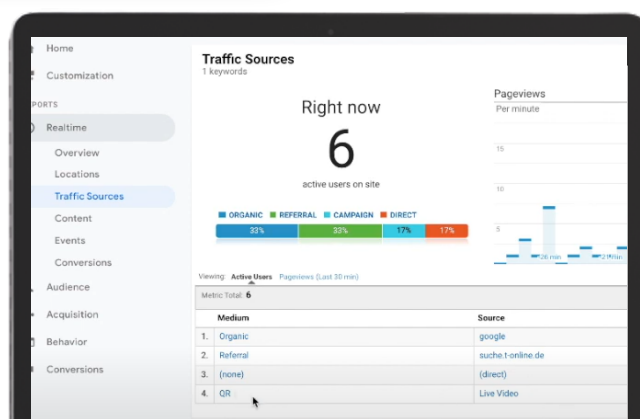 Home
Customization
PORTS
Realtime
Overview
Locations
Traffic Sources
Content
Events
Conversions
Audience
Acquisition
Behavior
Conversions
Traffic Sources
1 keywords
Right now
6
active users on site
ORGANIC REFERRAL CAMPAIGN DIRECT
33% 33% 17% 17%
Pageviews
Per minute
15
10
5
-26 min
Viewing: Active Users Pageviews (Last 30 min)
Metric Total: 6
Medium Source
1. Organic google
2. Referral suche.t-online.de
3. (none) (direct)
4. QR Live Video